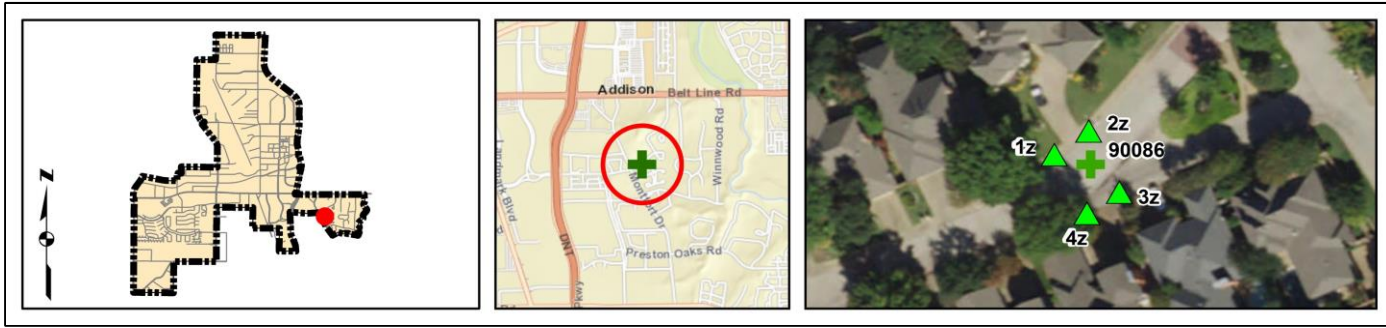 N
Addison
Belt Line Rd
Landmark Blvd
Winnwood Rd
Montfort Dr
DNT
Preston Oaks Rd
Pkwy
2z
1z
90086
3z
4z